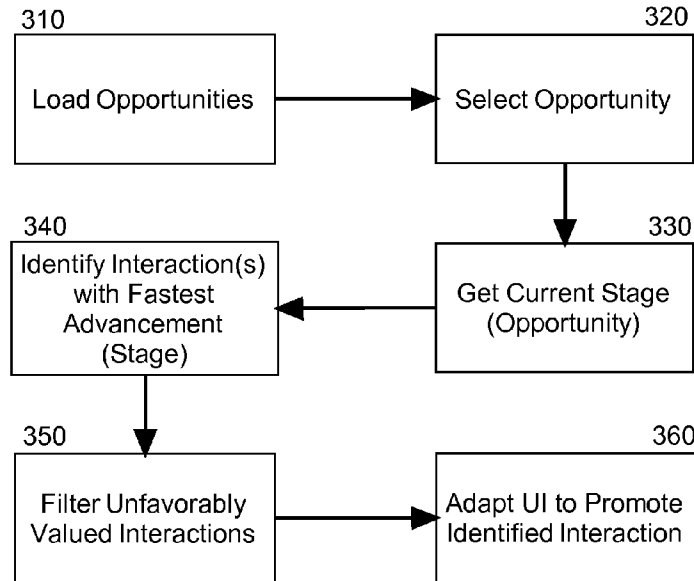 310
Load Opportunities
320
Select Opportunity
330
Get Current Stage
(Opportunity)
340
Identify Interaction(s)
with Fastest
Advancement
(Stage)
350
Filter Unfavorably
Valued Interactions
360
Adapt UI to Promote
Identified Interaction